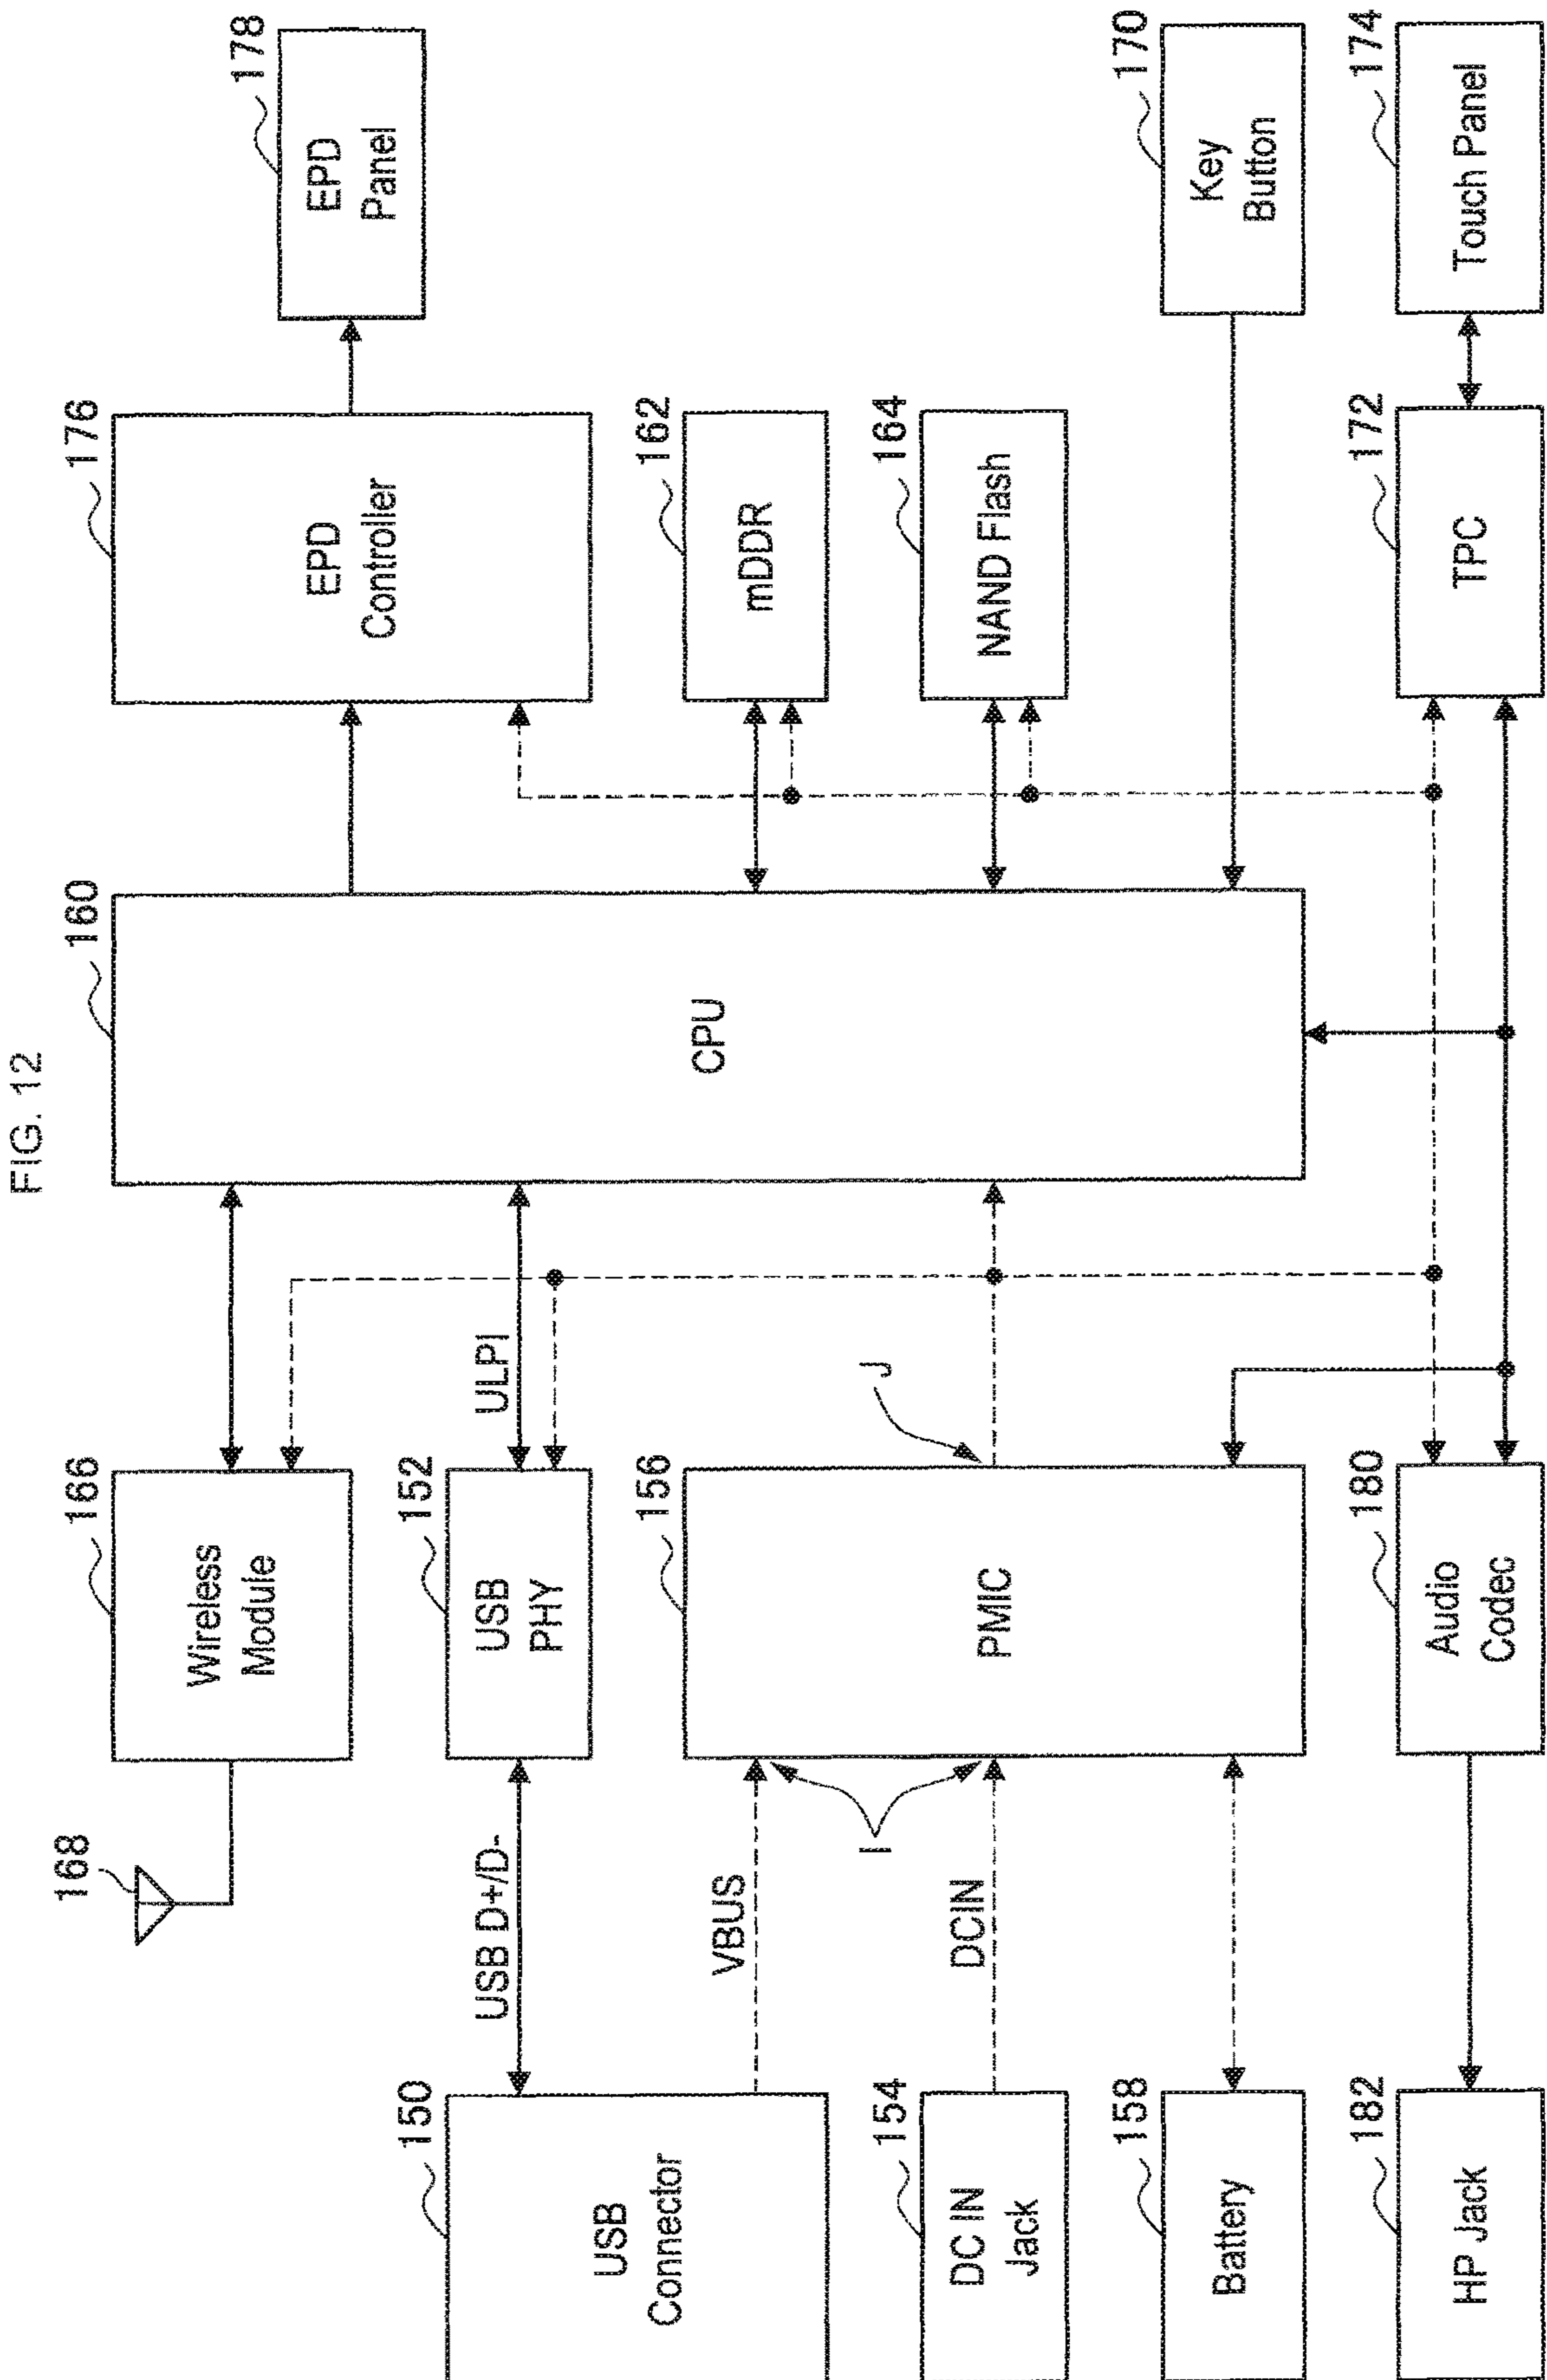 FIG. 12
168
166
Wireless
Module
160
CPU
176
EPD
Controller
178
EPD
Panel
150
USB
Connector
USB D+/D-
152
USB
PHY
ULPI
VBUS
162
mDDR
154
DC IN
Jack
DCIN
I
156
PMIC
J
164
NAND Flash
158
Battery
170
Key
Button
182
HP Jack
180
Audio
Codec
172
TPC
174
Touch Panel